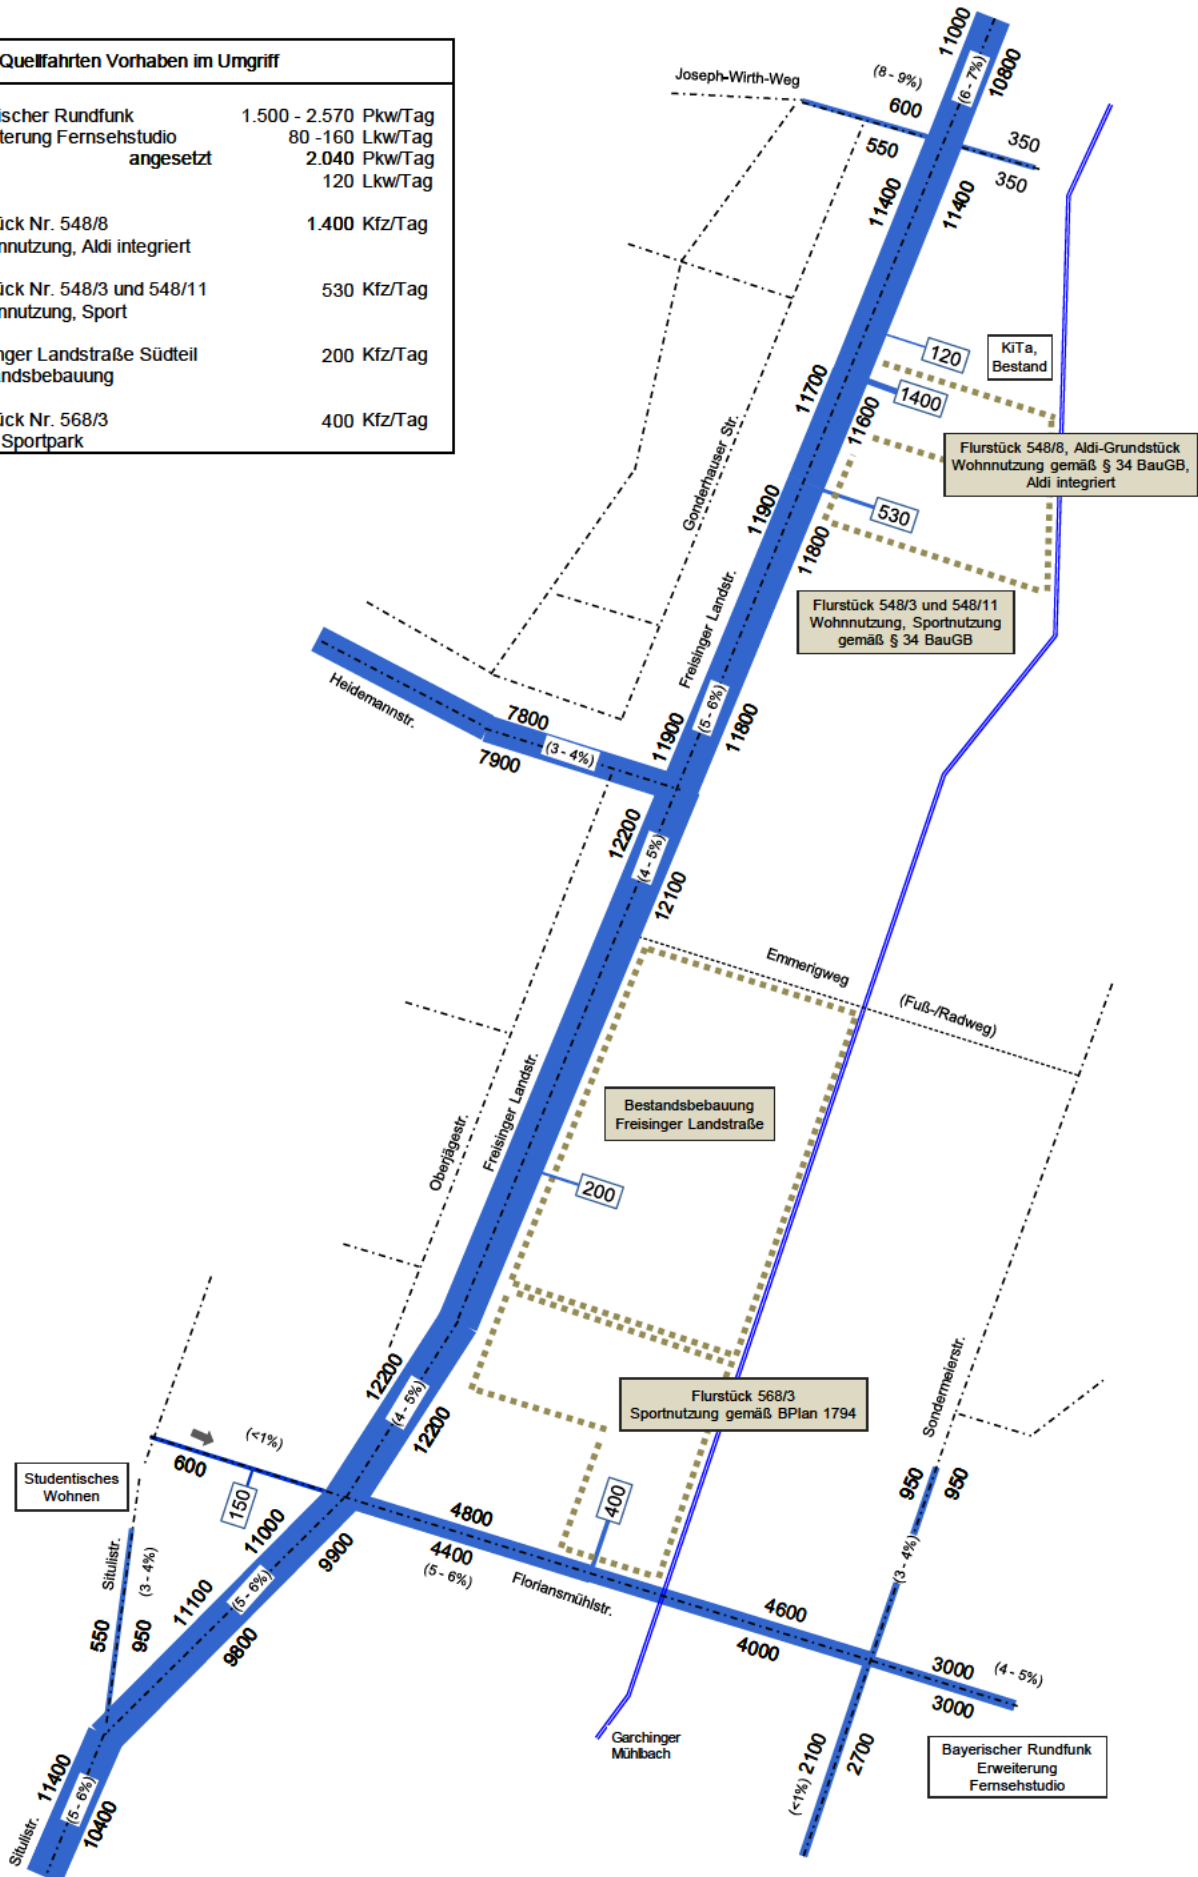 Quellfahrten Vorhaben im Umgriff
ischer Rundfunk 1.500 - 2.570 Pkw/Tag
terung Fernsehstudio 80 -160 Lkw/Tag
angesetzt 2.040 Pkw/Tag
120 Lkw/Tag
ück Nr. 548/8 1.400 Kfz/Tag
nnutzung, Aldi integriert
ück Nr. 548/3 und 548/11 530 Kfz/Tag
nnutzung, Sport
nger Landstraße Südteil 200 Kfz/Tag
andsbebauung
ück Nr. 568/3 400 Kfz/Tag
Sportpark
11000
10800
(6 - 7%)
Joseph-Wirth-Weg
(8 - 9%)
600
550
350
350
11400
11400
120
KiTa,
Bestand
1400
11700
11600
Flurstück 548/8, Aldi-Grundstück
Wohnnutzung gemäß § 34 BauGB,
Aldi integriert
Gonderhauser Str.
11900
530
11800
Flurstück 548/3 und 548/11
Wohnnutzung, Sportnutzung
gemäß § 34 BauGB
Freisinger Landstr.
Heidemannstr.
7800
(3 - 4%)
7900
11900
(5 - 6%)
11800
12200
(4 - 5%)
12100
Emmerigweg
(Fuß-/Radweg)
Freisinger Landstr.
Oberjägestr.
Bestandsbebauung
Freisinger Landstraße
200
12200
(4 - 5%)
12200
Flurstück 568/3
Sportnutzung gemäß BPlan 1794
Sondermeierstr.
(<1%)
600
Studentisches
Wohnen
150
11000
9900
4800
4400
(5 - 6%)
400
Floriansmühlstr.
950
950
(3 - 4%)
Situlistr.
(3 - 4%)
550
950
11100
(5 - 6%)
9800
4600
4000
3000
(4 - 5%)
3000
Garchinger
Mühlbach
2100
2700
(<1%)
Bayerischer Rundfunk
Erweiterung
Fernsehstudio
11400
(5 - 6%)
10400
Situlistr.